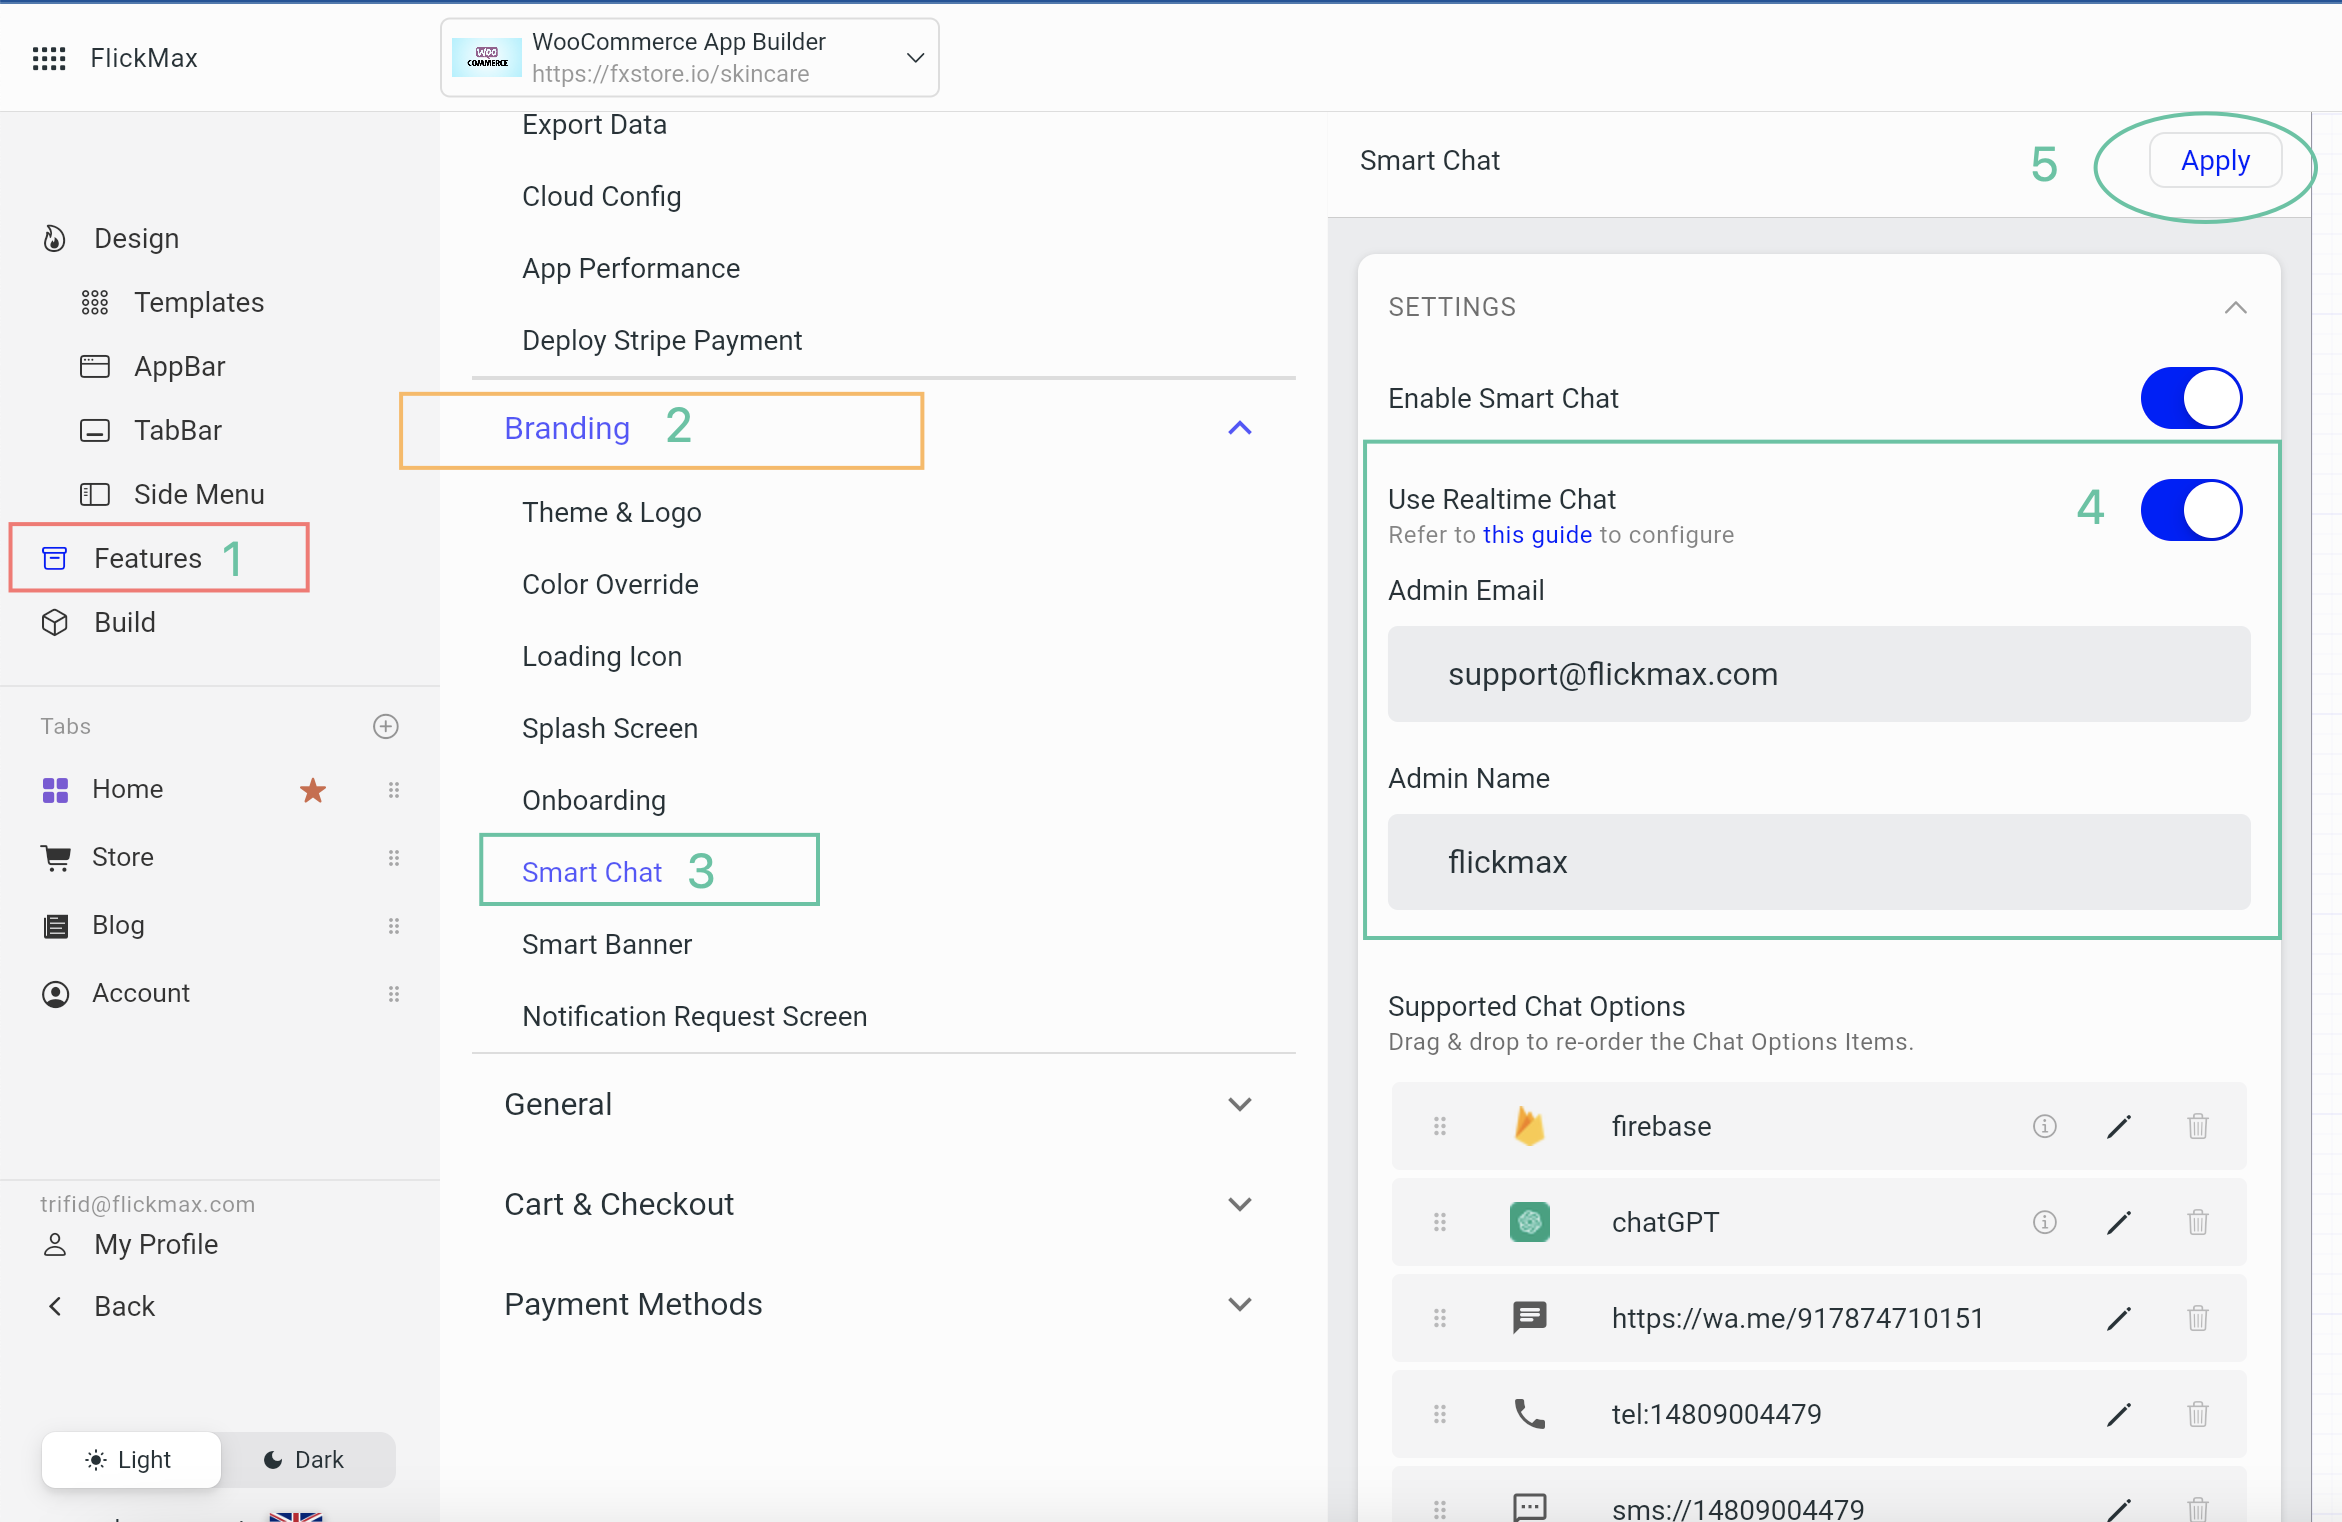 FlickMax
WOO
COMMERCE
WooCommerce App Builder
https://fxstore.io/skincare
Design
Templates
AppBar
TabBar
Side Menu
Features 1
Build
Tabs
Home
Store
Blog
Account
trifid@flickmax.com
My Profile
Back
Light
Dark
Export Data
Cloud Config
App Performance
Deploy Stripe Payment
Branding 2
Theme & Logo
Color Override
Loading Icon
Splash Screen
Onboarding
Smart Chat 3
Smart Banner
Notification Request Screen
General
Cart & Checkout
Payment Methods
Smart Chat
5
Apply
SETTINGS
Enable Smart Chat
Use Realtime Chat
4
Refer to this guide to configure
Admin Email
support@flickmax.com
Admin Name
flickmax
Supported Chat Options
Drag & drop to re-order the Chat Options Items.
firebase
chatGPT
https://wa.me/917874710151
tel:14809004479
sms://14809004479